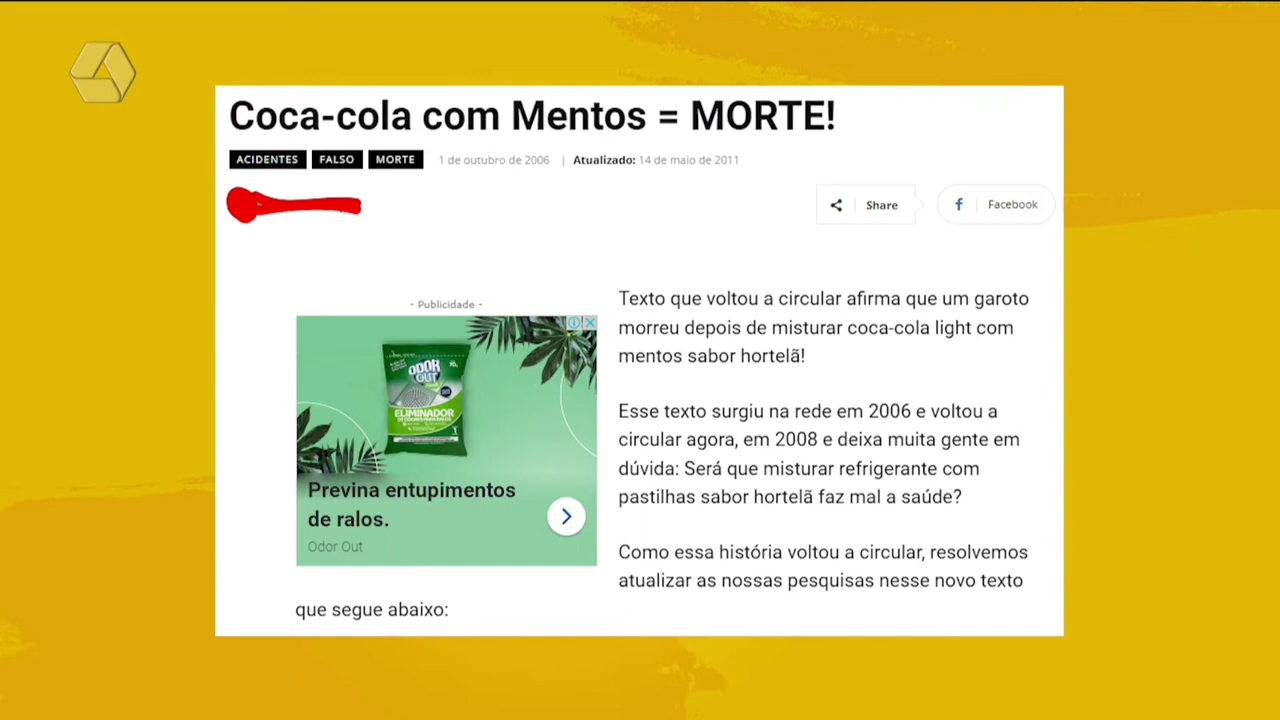 Coca-cola com Mentos = MORTE!
ACIDENTES FALSO MORTE 1 de outubro de 2006 | Atualizado: 14 de maio de 2011
Share Facebook
- Publicidade -
ODOR
OUT
70g
ELIMINADOR
Previna entupimentos
de ralos.
Odor Out
Texto que voltou a circular afirma que um garoto
morreu depois de misturar coca-cola light com
mentos sabor hortelã!
Esse texto surgiu na rede em 2006 e voltou a
circular agora, em 2008 e deixa muita gente em
dúvida: Será que misturar refrigerante com
pastilhas sabor hortelã faz mal a saúde?
Como essa história voltou a circular, resolvemos
atualizar as nossas pesquisas nesse novo texto
que segue abaixo: